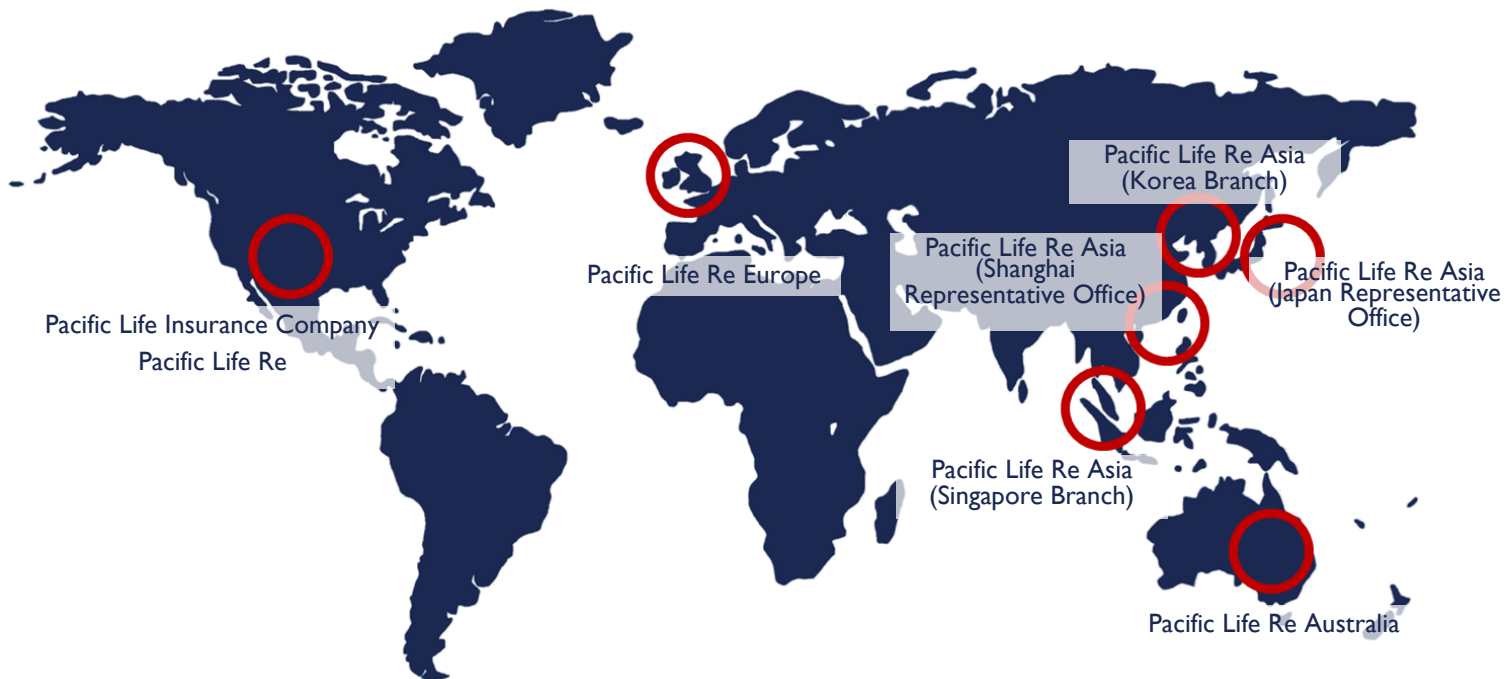 Pacific Life Re Asia
(Korea Branch)
Pacific Life Re Asia
(Shanghai
Representative Office)
Pacific Life Re Europe
Pacific Life Re Asia
(Japan Representative
Office)
Pacific Life Insurance Company
Pacific Life Re
Pacific Life Re Asia
(Singapore Branch)
Pacific Life Re Australia